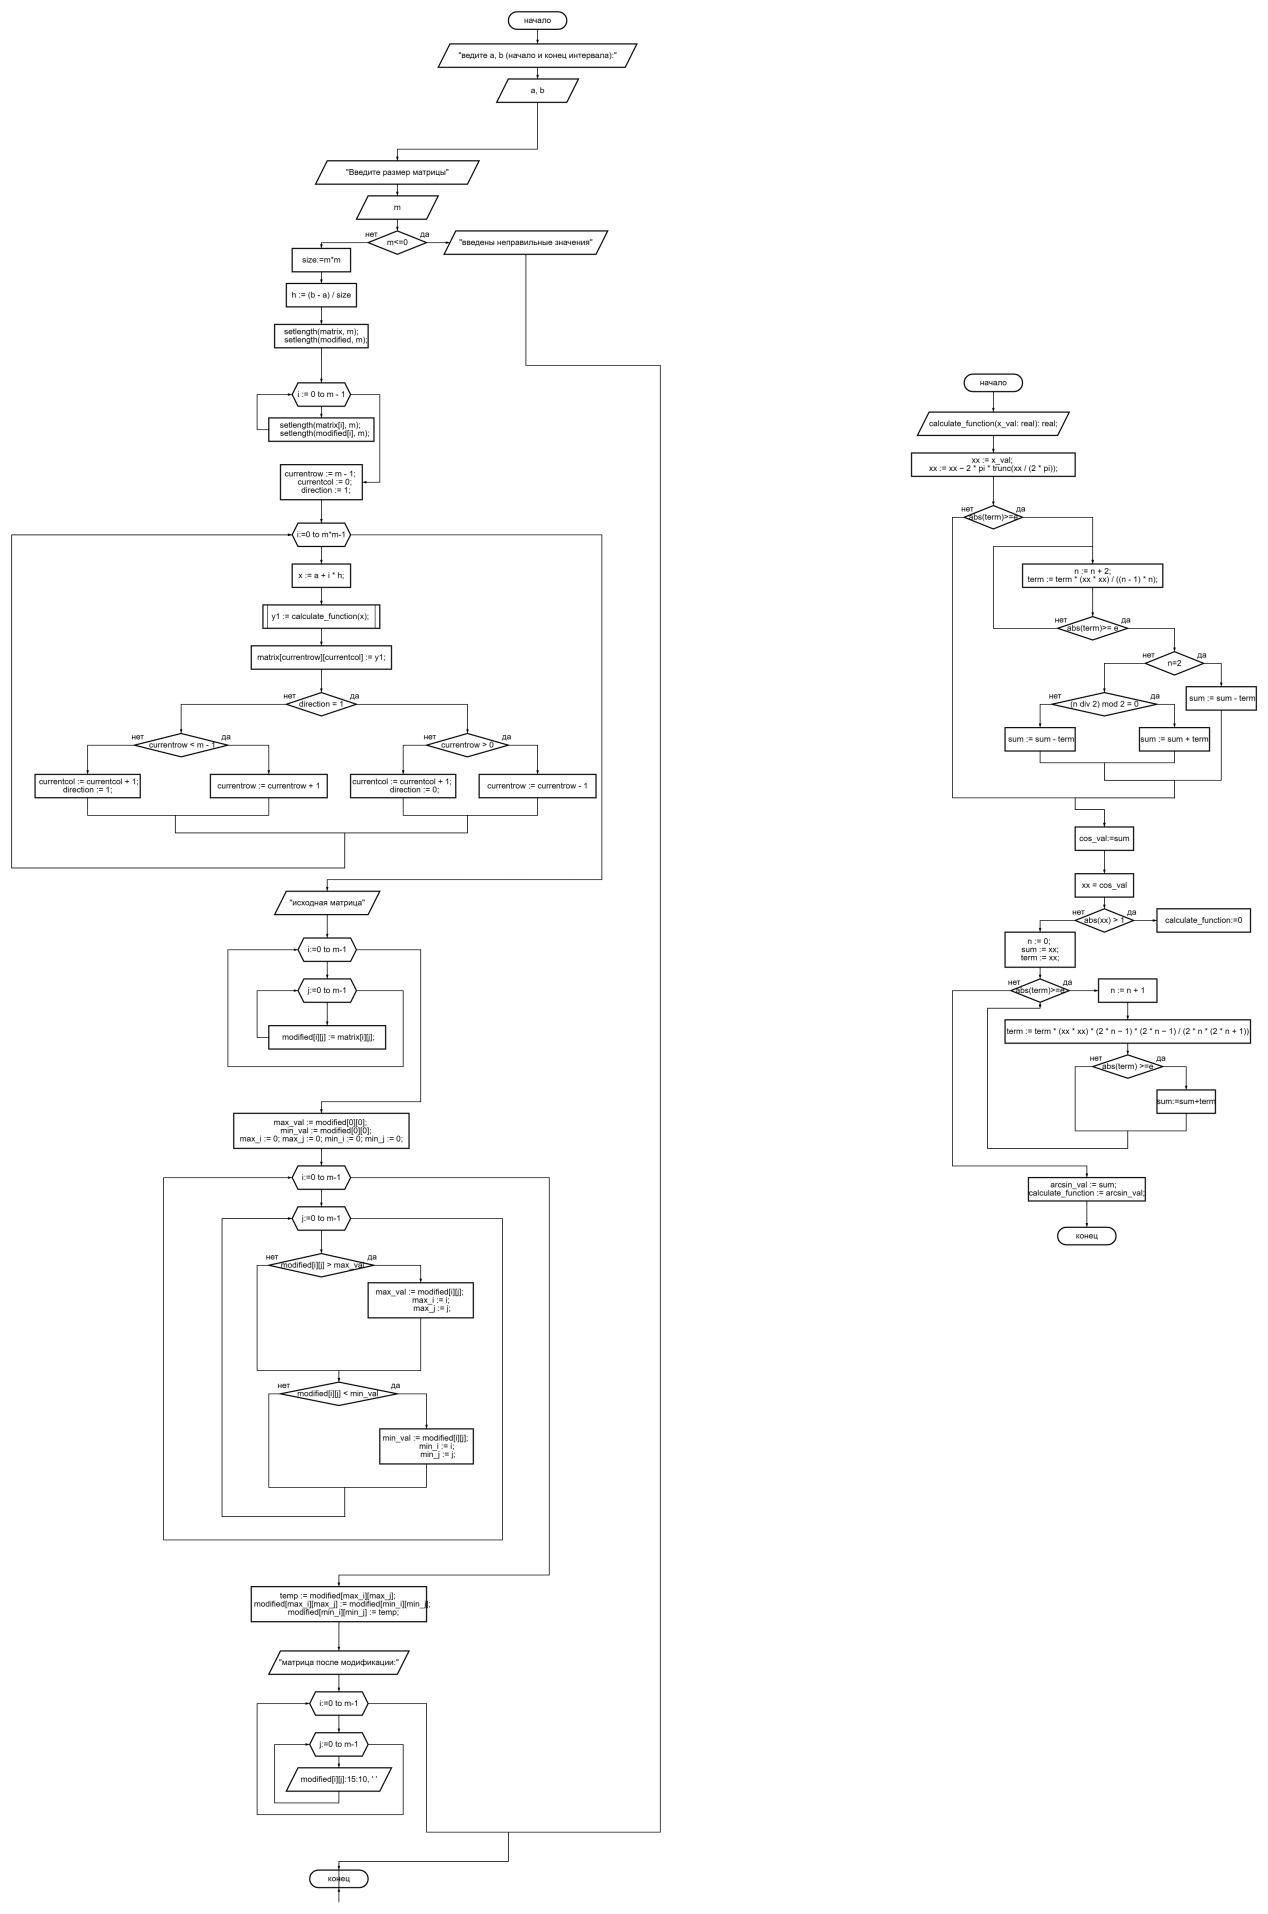 начало
"ведите a, b (начало и конец интервала):"
a, b
"Введите размер матрицы"
m
нет
да
m<=0
"введены неправильные значения"
size:=m*m
h := (b - a) / size
setlength(matrix, m);
setlength(modified, m);
i := 0 to m - 1
setlength(matrix[i], m);
setlength(modified[i], m);
currentrow := m - 1;
currentcol := 0;
direction := 1;
i:=0 to m*m-1
x := a + i * h;
y1 := calculate_function(x);
matrix[currentrow][currentcol] := y1;
нет
да
direction = 1
нет
да
currentrow < m - 1
нет
да
currentrow > 0
currentcol := currentcol + 1;
direction := 1;
currentrow := currentrow + 1
currentcol := currentcol + 1;
direction := 0;
currentrow := currentrow - 1
"исходная матрица"
i:=0 to m-1
j:=0 to m-1
modified[i][j] := matrix[i][j];
max_val := modified[0][0];
min_val := modified[0][0];
max_i := 0; max_j := 0; min_i := 0; min_j := 0;
i:=0 to m-1
j:=0 to m-1
нет
да
modified[i][j] > max_val
max_val := modified[i][j];
max_i := i;
max_j := j;
нет
да
modified[i][j] < min_val
min_val := modified[i][j];
min_i := i;
min_j := j;
temp := modified[max_i][max_j];
modified[max_i][max_j] := modified[min_i][min_j];
modified[min_i][min_j] := temp;
"матрица после модификации:"
i:=0 to m-1
j:=0 to m-1
modified[i][j]:15:10, ' '
конец
начало
calculate_function(x_val: real): real;
xx := x_val;
xx := xx − 2 * pi * trunc(xx / (2 * pi));
нет
да
abs(term)>=e
n := n + 2;
term := term * (xx * xx) / ((n - 1) * n);
нет
да
abs(term)>= e
нет
да
n=2
нет
да
(n div 2) mod 2 = 0
sum := sum - term
sum := sum - term
sum := sum + term
cos_val:=sum
xx = cos_val
нет
да
abs(xx) > 1
calculate_function:=0
n := 0;
sum := xx;
term := xx;
нет
да
abs(term)>=e
n := n + 1
term := term * (xx * xx) * (2 * n − 1) * (2 * n − 1) / (2 * n * (2 * n + 1))
нет
да
abs(term) >=e
sum:=sum+term
arcsin_val := sum;
calculate_function := arcsin_val;
конец